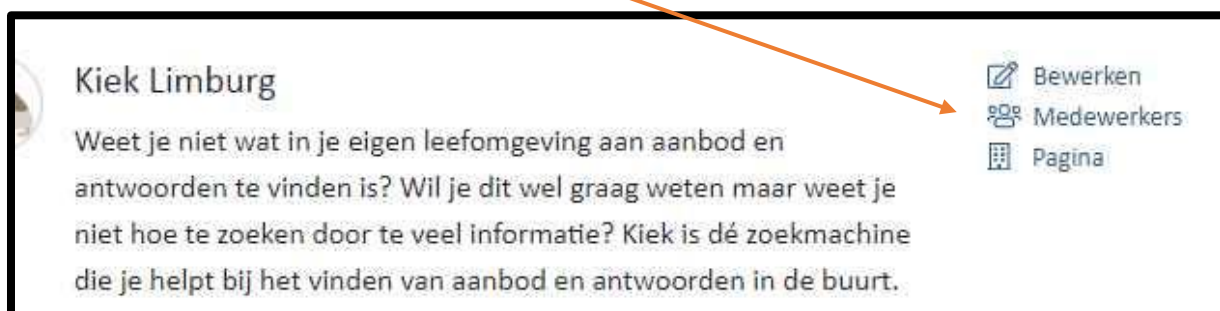 Kiek Limburg
Weet je niet wat in je eigen leefomgeving aan aanbod en
antwoorden te vinden is? Wil je dit wel graag weten maar weet je
niet hoe te zoeken door te veel informatie? Kiek is dé zoekmachine
die je helpt bij het vinden van aanbod en antwoorden in de buurt.
Bewerken
Medewerkers
Pagina